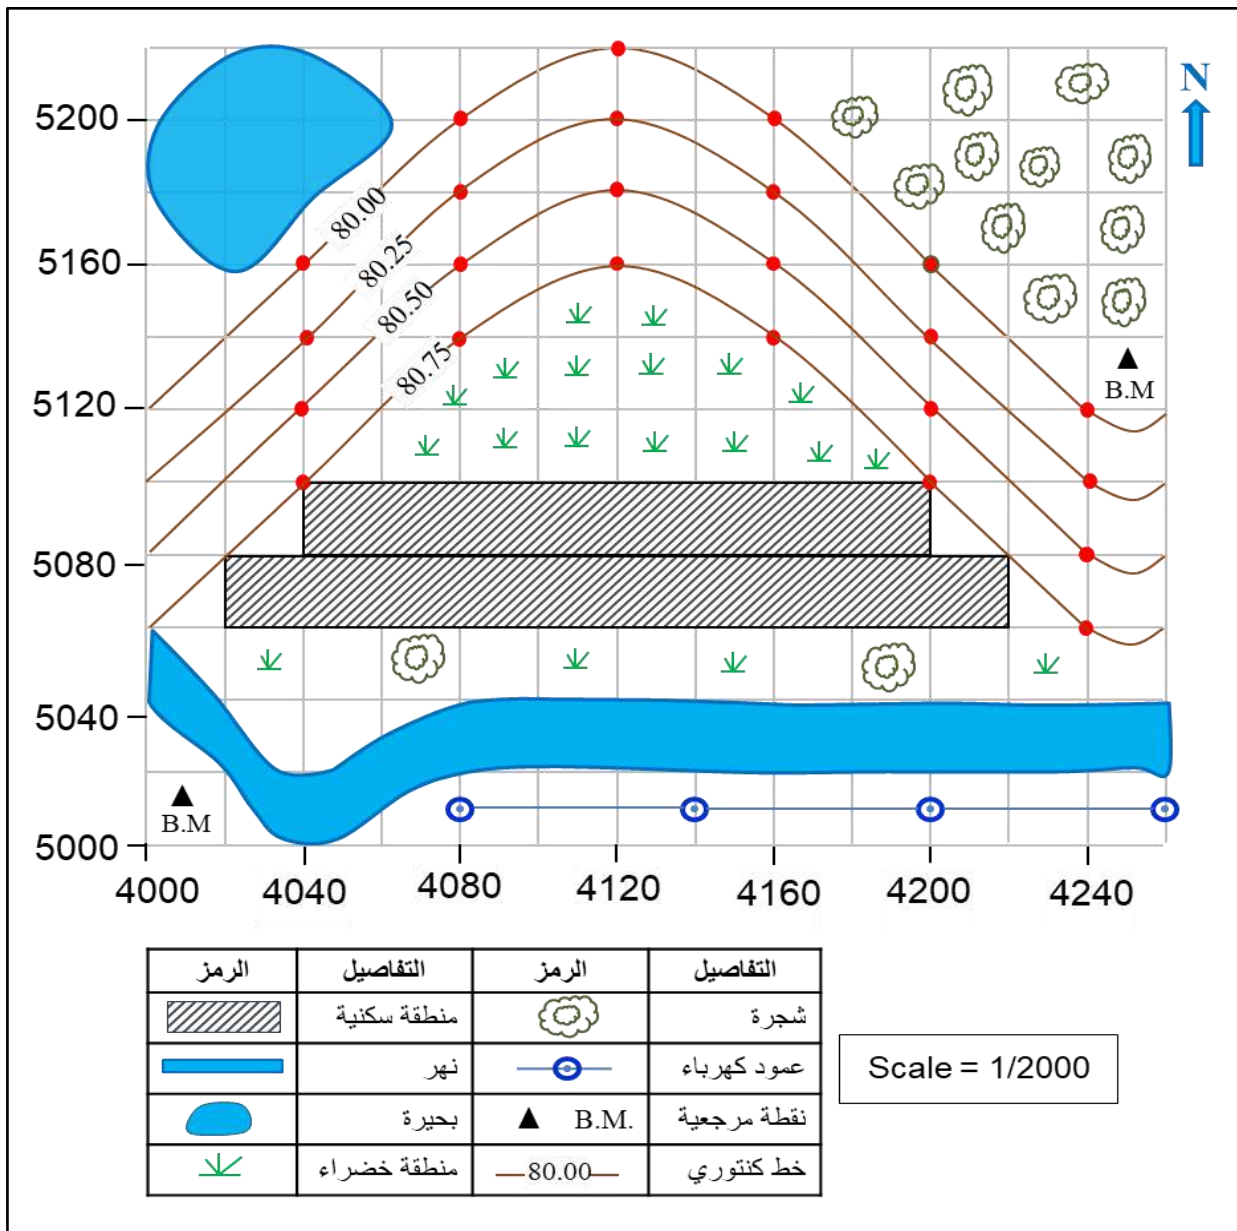 N
5200
5160
5120
5080
5040
5000
80.00
80.25
80.50
80.75
B.M
B.M
4000 4040 4080 4120 4160 4200 4240
التفاصيل الرمز التفاصيل الرمز
شجرة منطقة سكنية
عمود كهرباء نهر
نقطة مرجعية B.M. بحيرة
خط كنتوري 80.00 منطقة خضراء
Scale = 1/2000